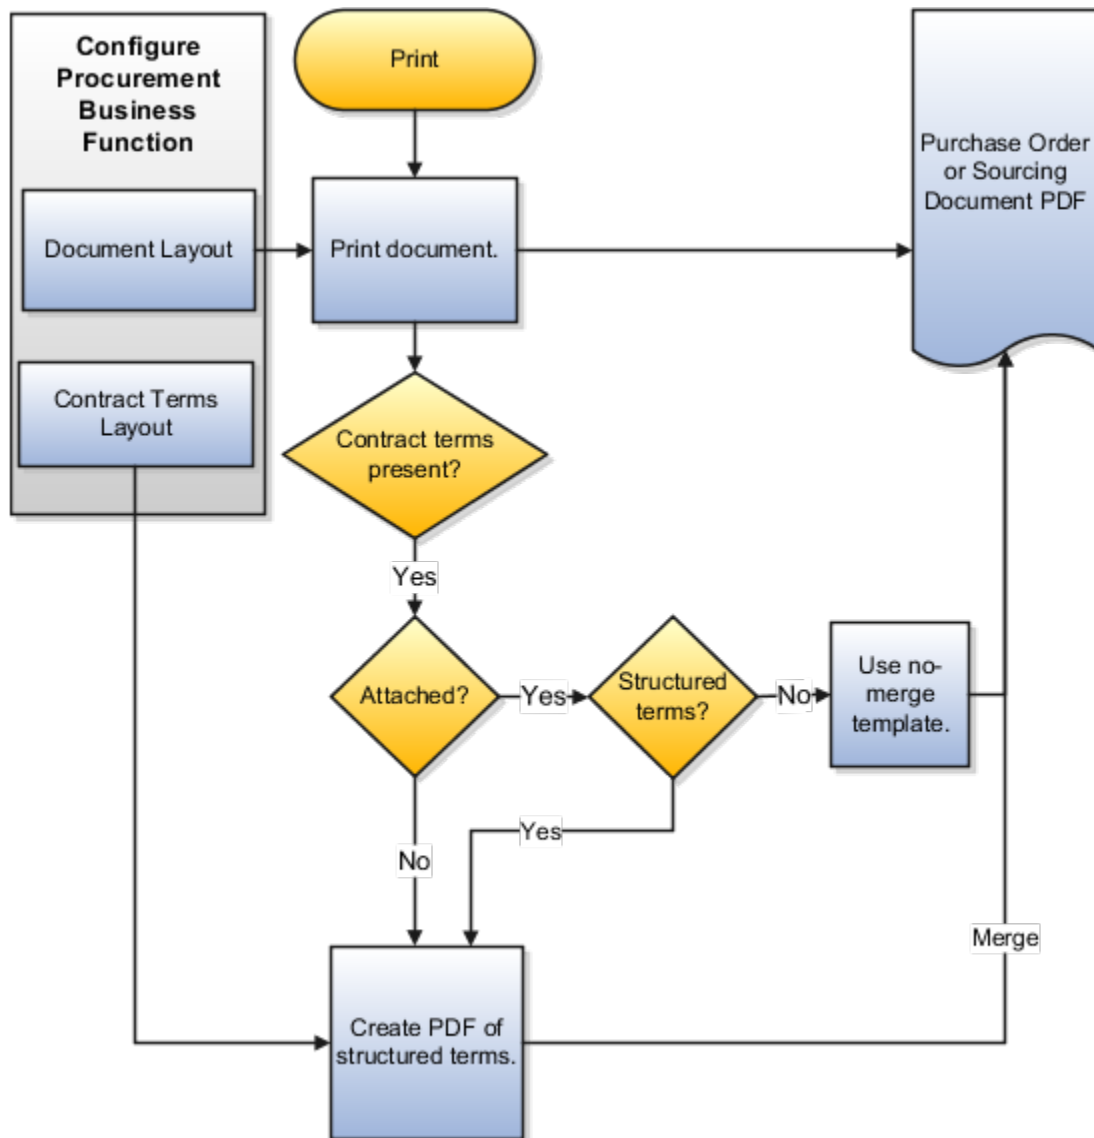 Configure
Procurement
Business
Function
Document Layout
Contract Terms
Layout
Print
Print document.
Purchase Order
or Sourcing
Document PDF
Contract terms
present?
Yes
Attached?
Yes
Structured
terms?
No
Use no-
merge
template.
No
Yes
Merge
Create PDF of
structured terms.